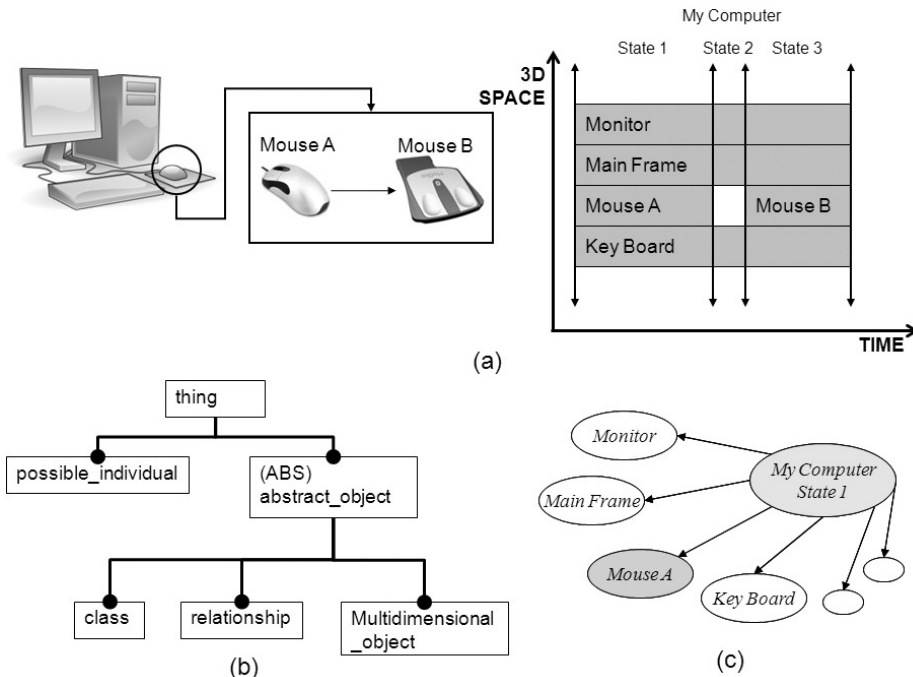 My Computer
State 1 State 2 State 3
3D
SPACE
Mouse A Mouse B
Monitor
Main Frame
Mouse A Mouse B
Key Board
TIME
(a)
thing
possible_individual
(ABS)
abstract_object
class
relationship
Multidimensional
_object
(b)
Monitor
My Computer
State 1
Main Frame
Mouse A
Key Board
(c)